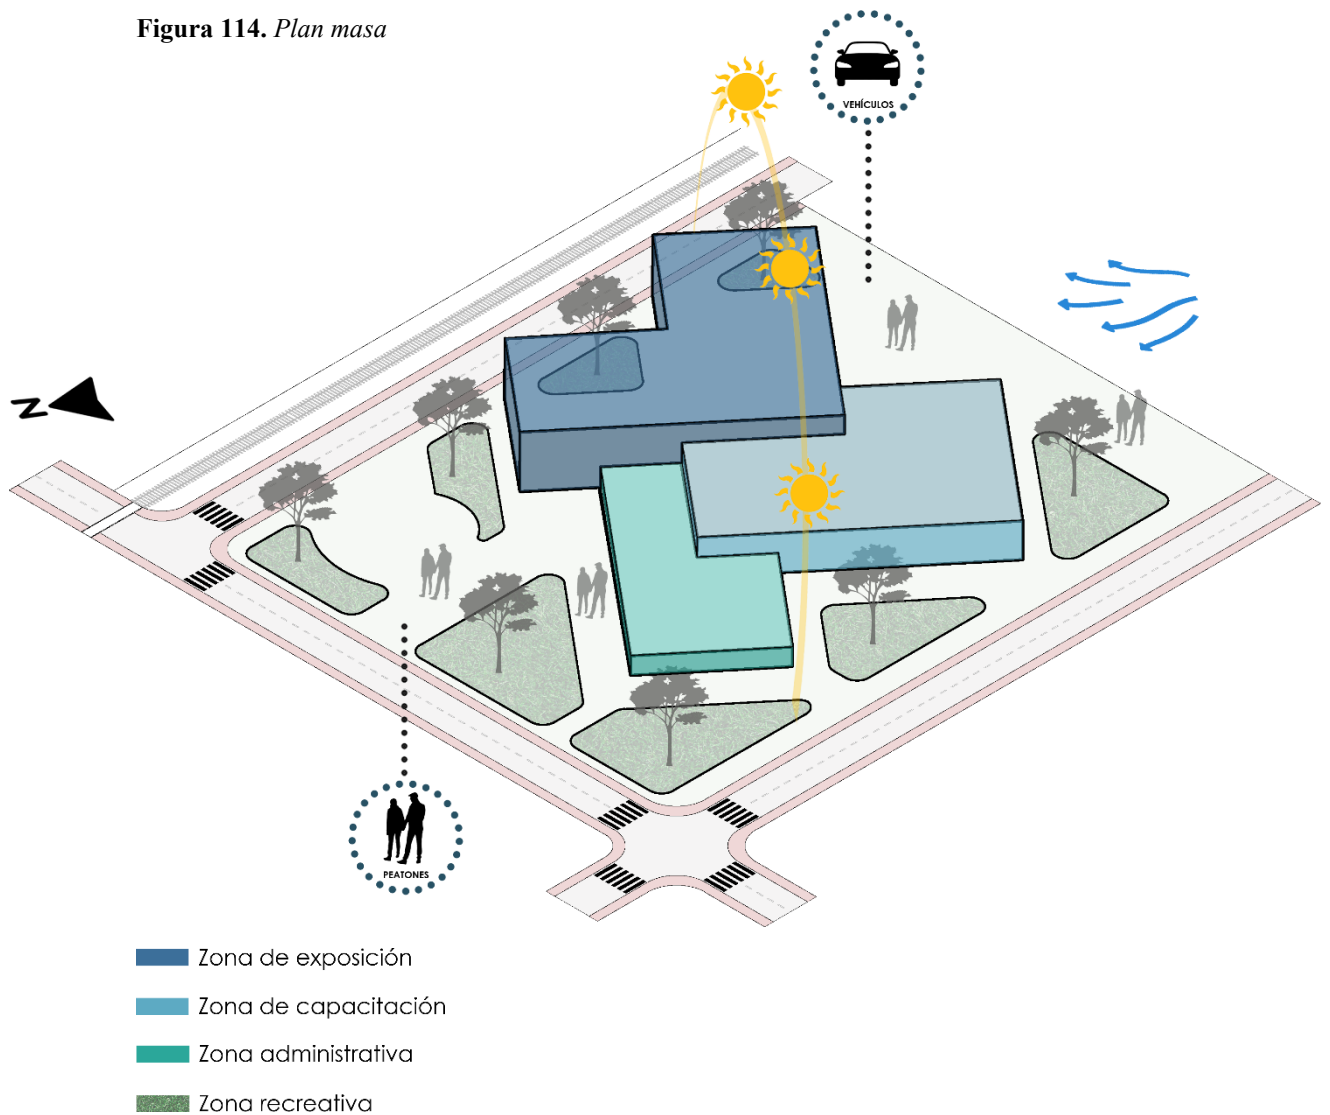 Figura 114. Plan masa
VEHÍCULOS
N
PEATONES
Zona de exposición
Zona de capacitación
Zona administrativa
Zona recreativa